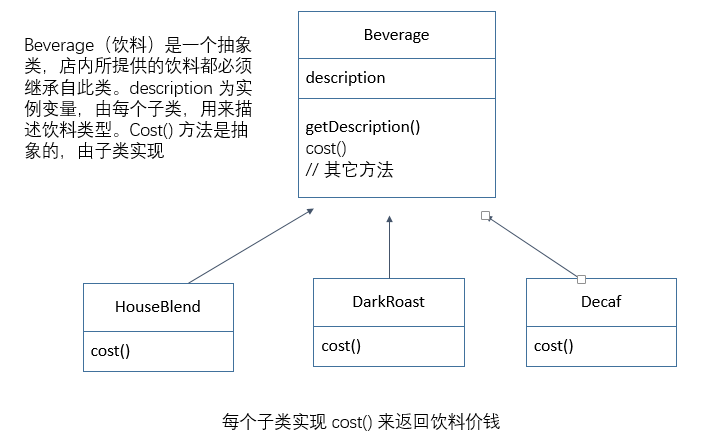 Beverage（饮料）是一个抽象
类，店内所提供的饮料都必须
继承自此类。description 为实
例变量，由每个子类，用来描
述饮料类型。Cost() 方法是抽
象的，由子类实现
Beverage
description
getDescription()
cost()
// 其它方法
HouseBlend
cost()
DarkRoast
cost()
Decaf
cost()
每个子类实现 cost() 来返回饮料价钱